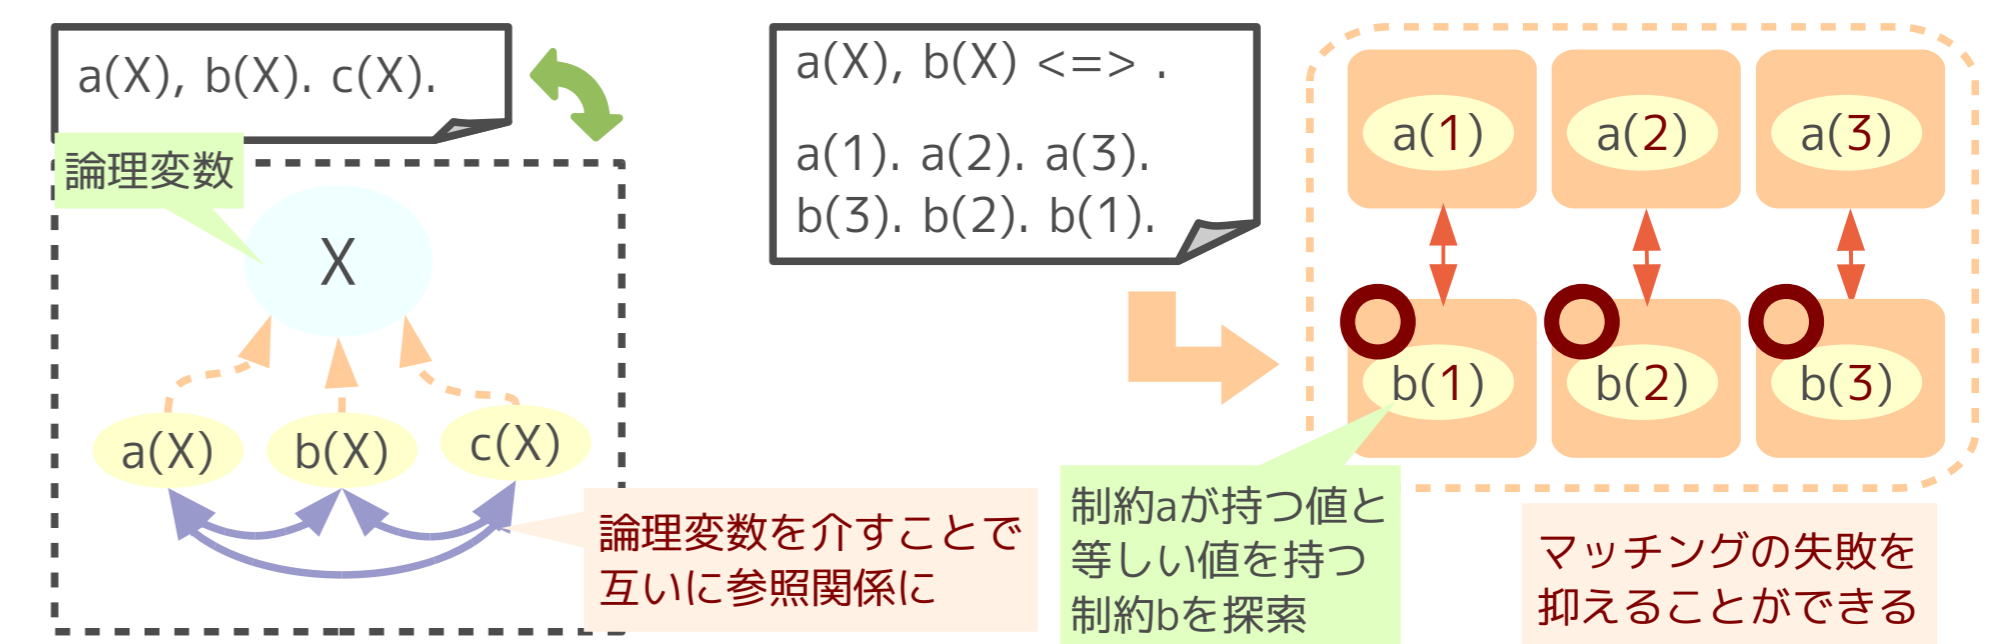 a(X), b(X). c(X).
論理変数
X
a(X)
b(X)
c(X)
論理変数を介すことで
互いに参照関係に
a(X), b(X) <=> .
a(1). a(2). a(3).
b(3). b(2). b(1).
a(1)
a(2)
a(3)
b(1)
b(2)
b(3)
制約aが持つ値と
等しい値を持つ
制約bを探索
マッチングの失敗を
抑えることができる